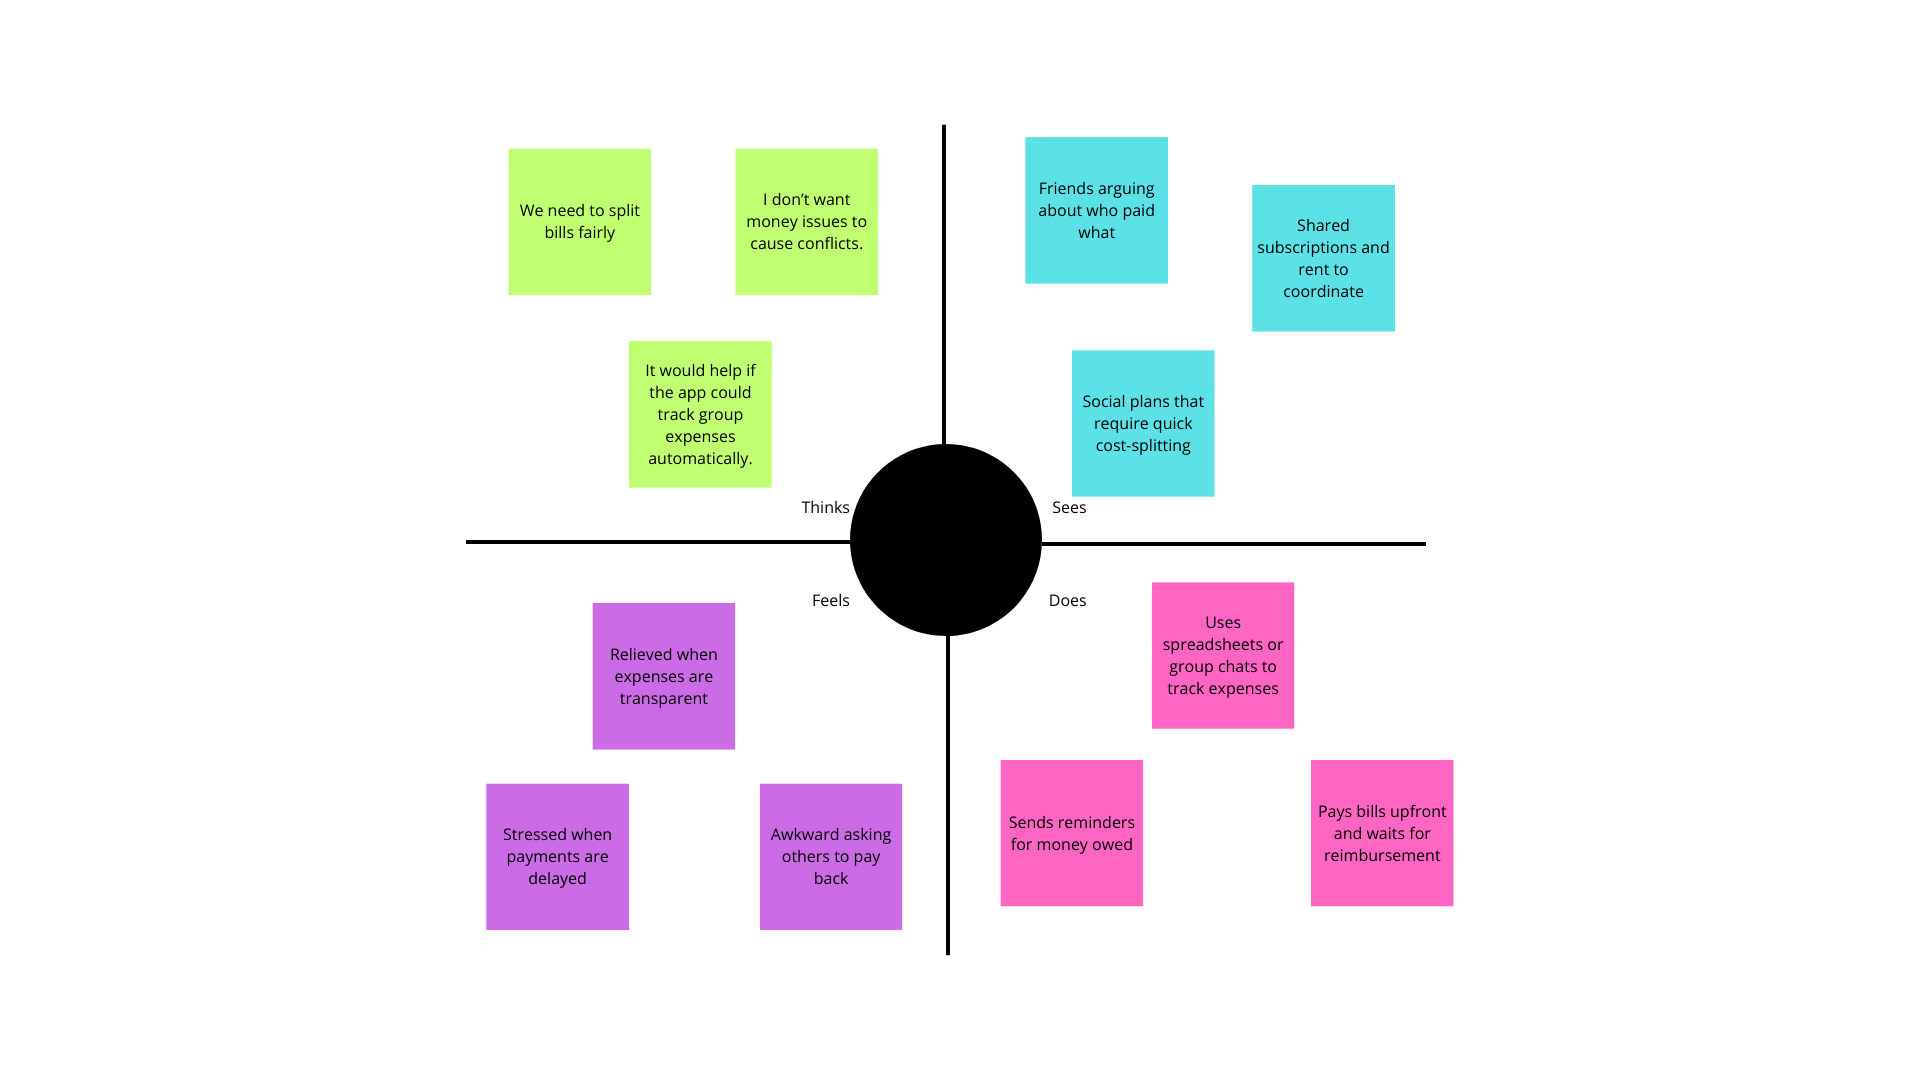 We need to split
bills fairly
I don’t want
money issues to
cause conflicts.
It would help if
the app could
track group
expenses
automatically.
Thinks
Friends arguing
about who paid
what
Shared
subscriptions and
rent to
coordinate
Social plans that
require quick
cost-splitting
Sees
Feels
Relieved when
expenses are
transparent
Stressed when
payments are
delayed
Awkward asking
others to pay
back
Does
Uses
spreadsheets or
group chats to
track expenses
Sends reminders
for money owed
Pays bills upfront
and waits for
reimbursement